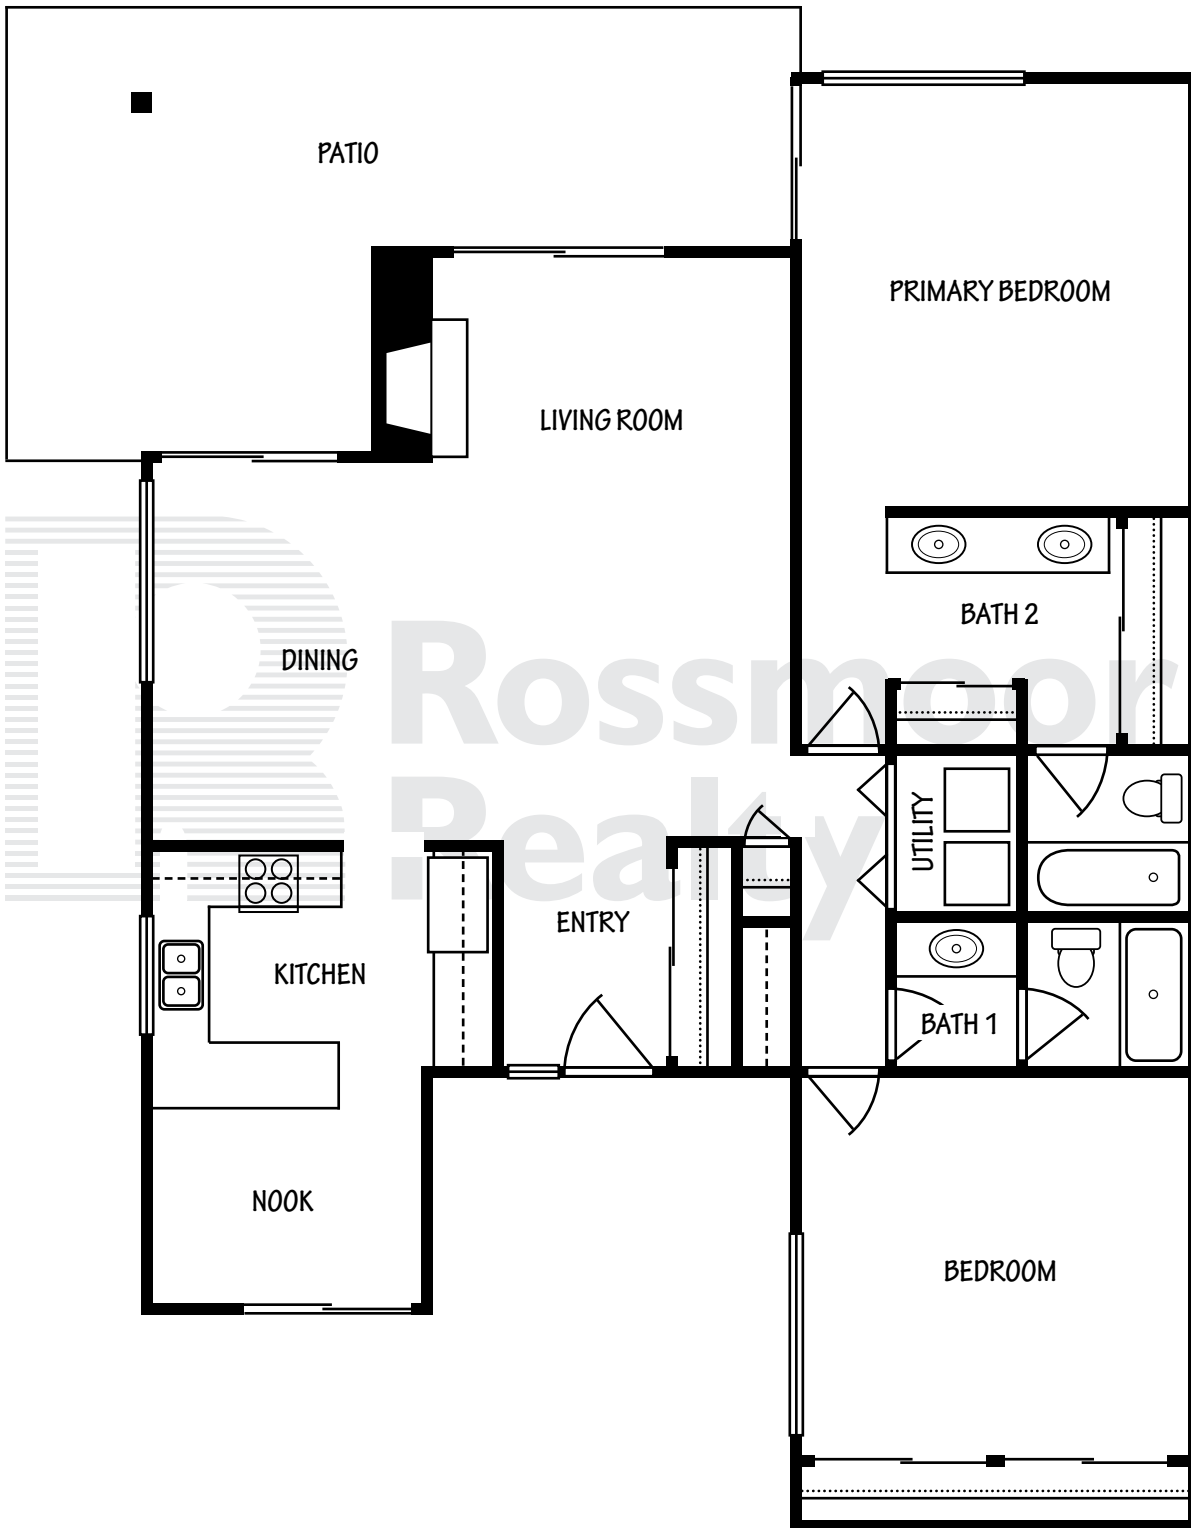 PATIO
PRIMARY BEDROOM
LIVING ROOM
BATH 2
DINING
Rossmoor
Realty
UTILITY
ENTRY
KITCHEN
BATH 1
NOOK
BEDROOM